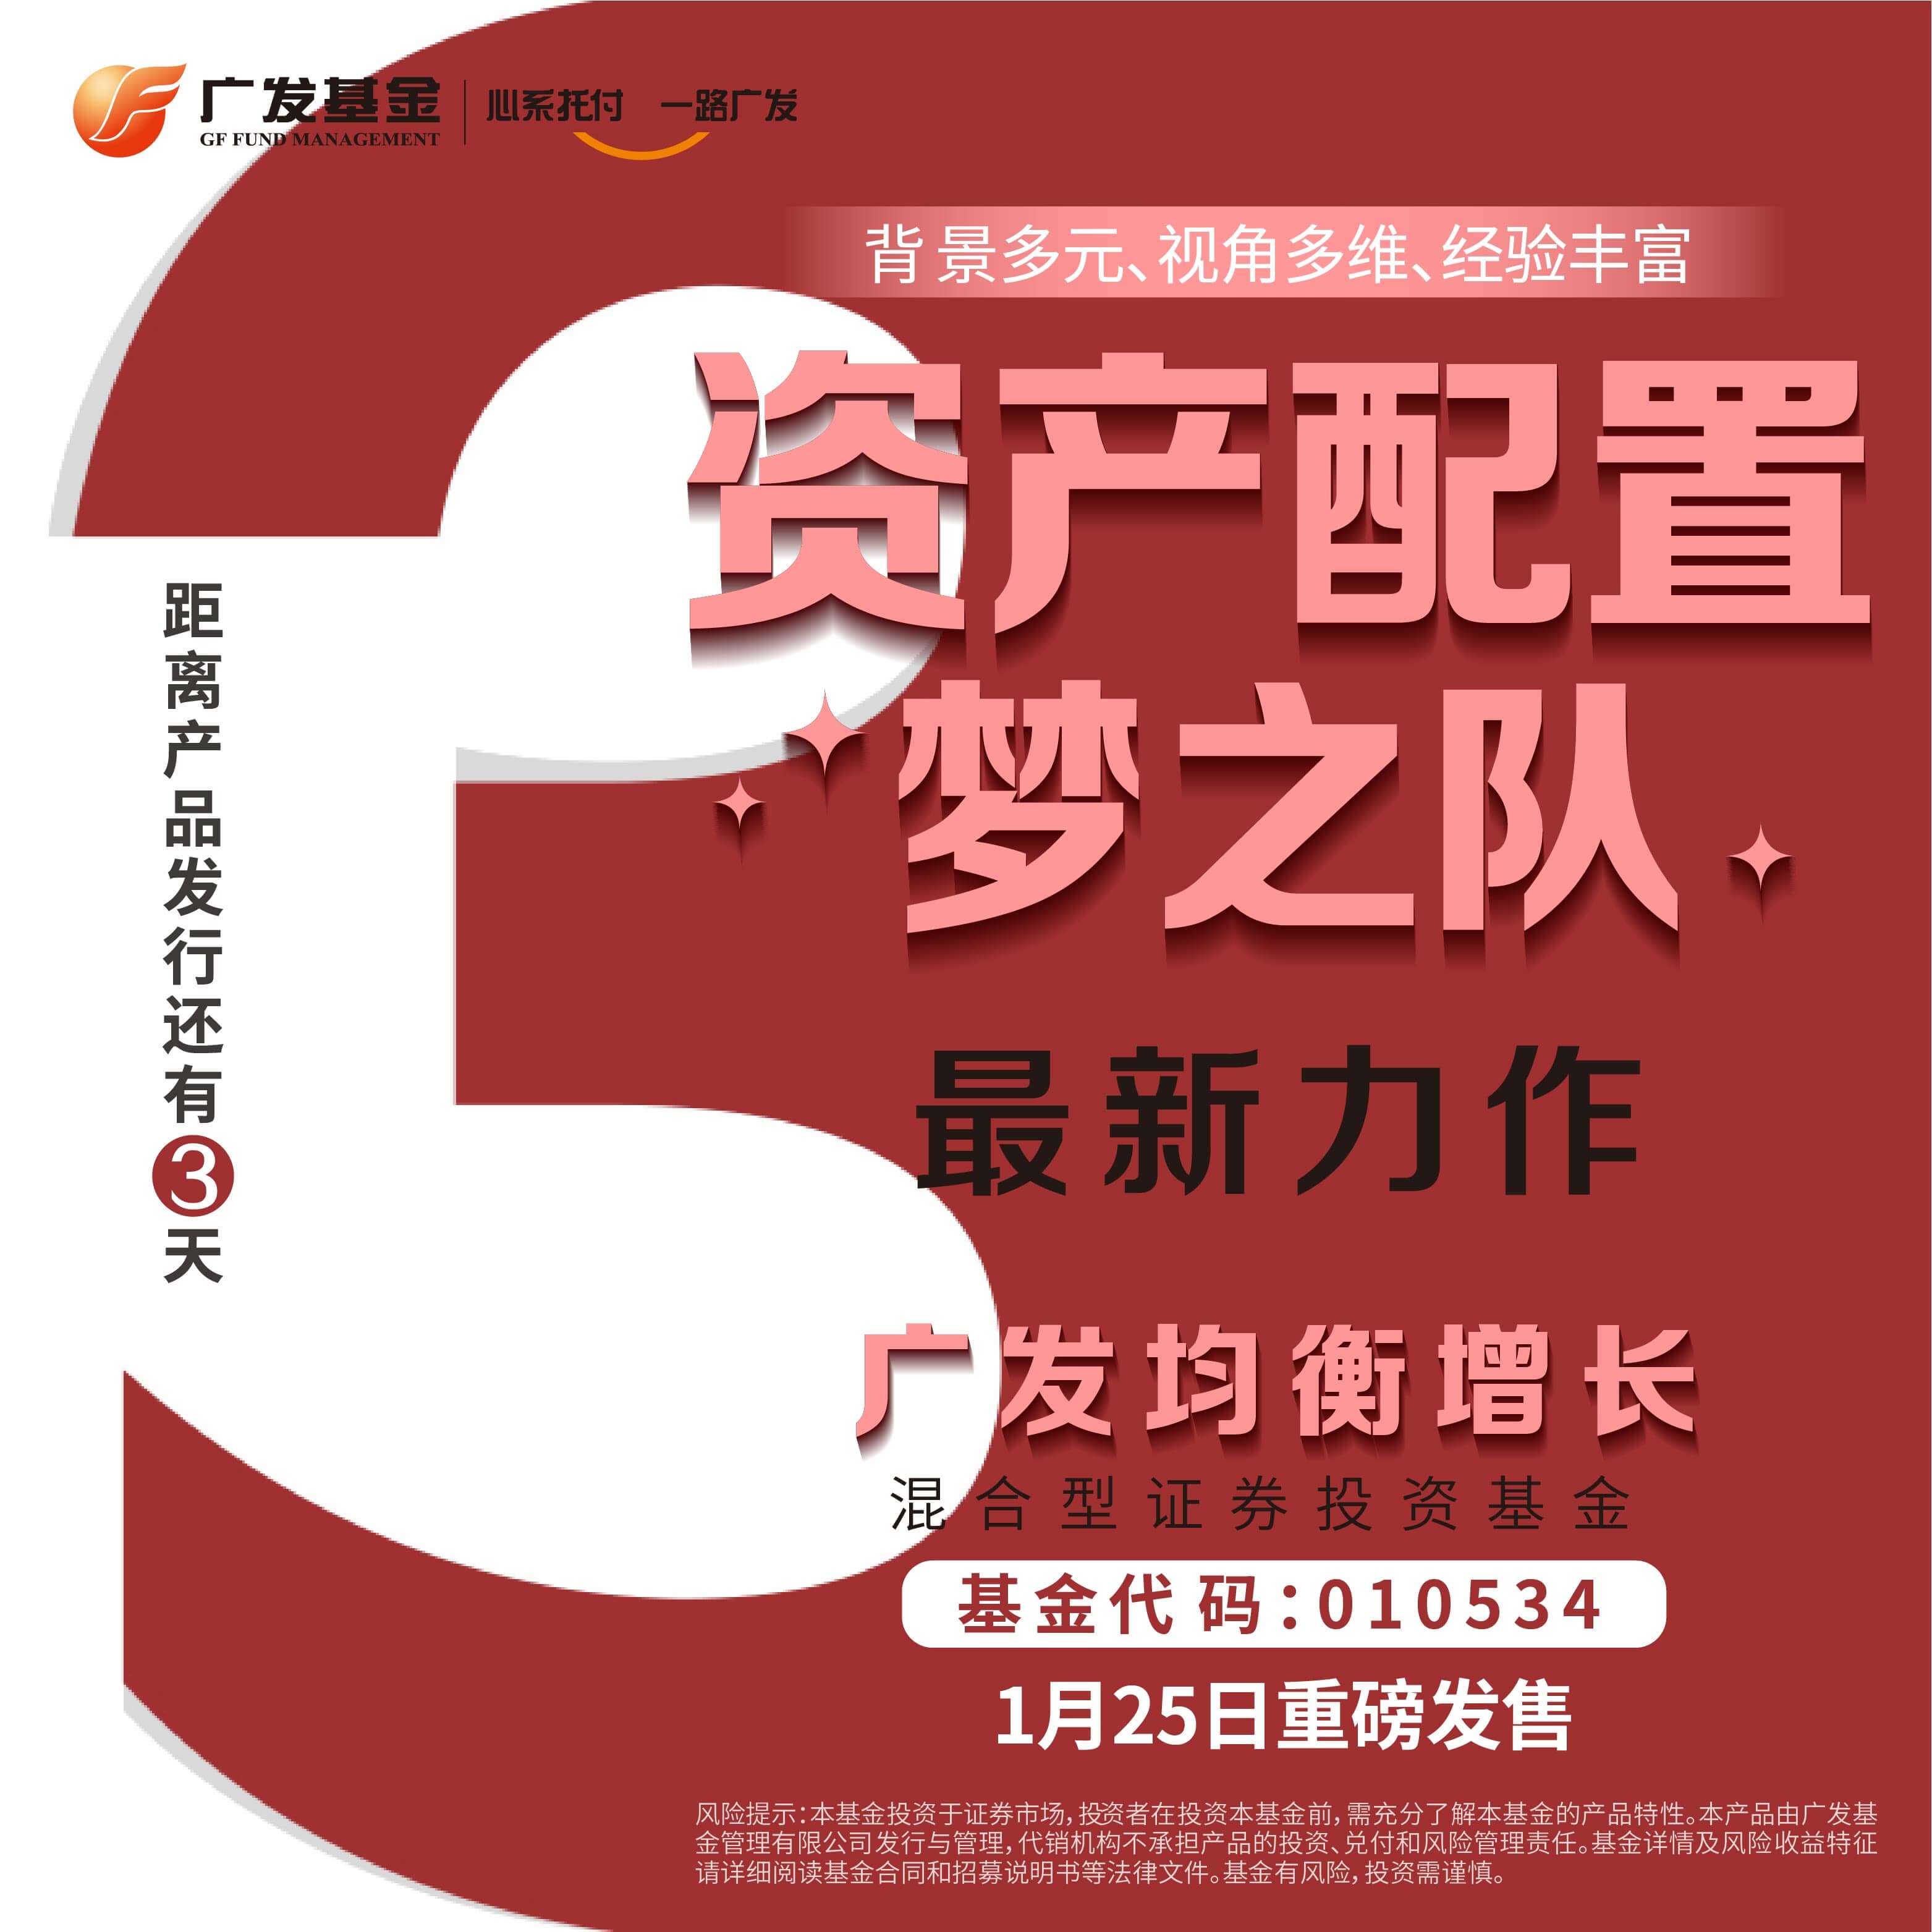 广发基金
GF FUND MANAGEMENT
心系托付 一路广发
背景多元、视角多维、经验丰富
资产配置
梦之队
最新力作
距离产品发行还有3天
广发均衡增长
混合型证券投资基金
基金代码:010534
1月25日重磅发售
风险提示:本基金投资于证券市场,投资者在投资本基金前,需充分了解本基金的产品特性。本产品由广发基
金管理有限公司发行与管理,代销机构不承担产品的投资、兑付和风险管理责任。基金详情及风险收益特征
请详细阅读基金合同和招募说明书等法律文件。基金有风险,投资需谨慎。